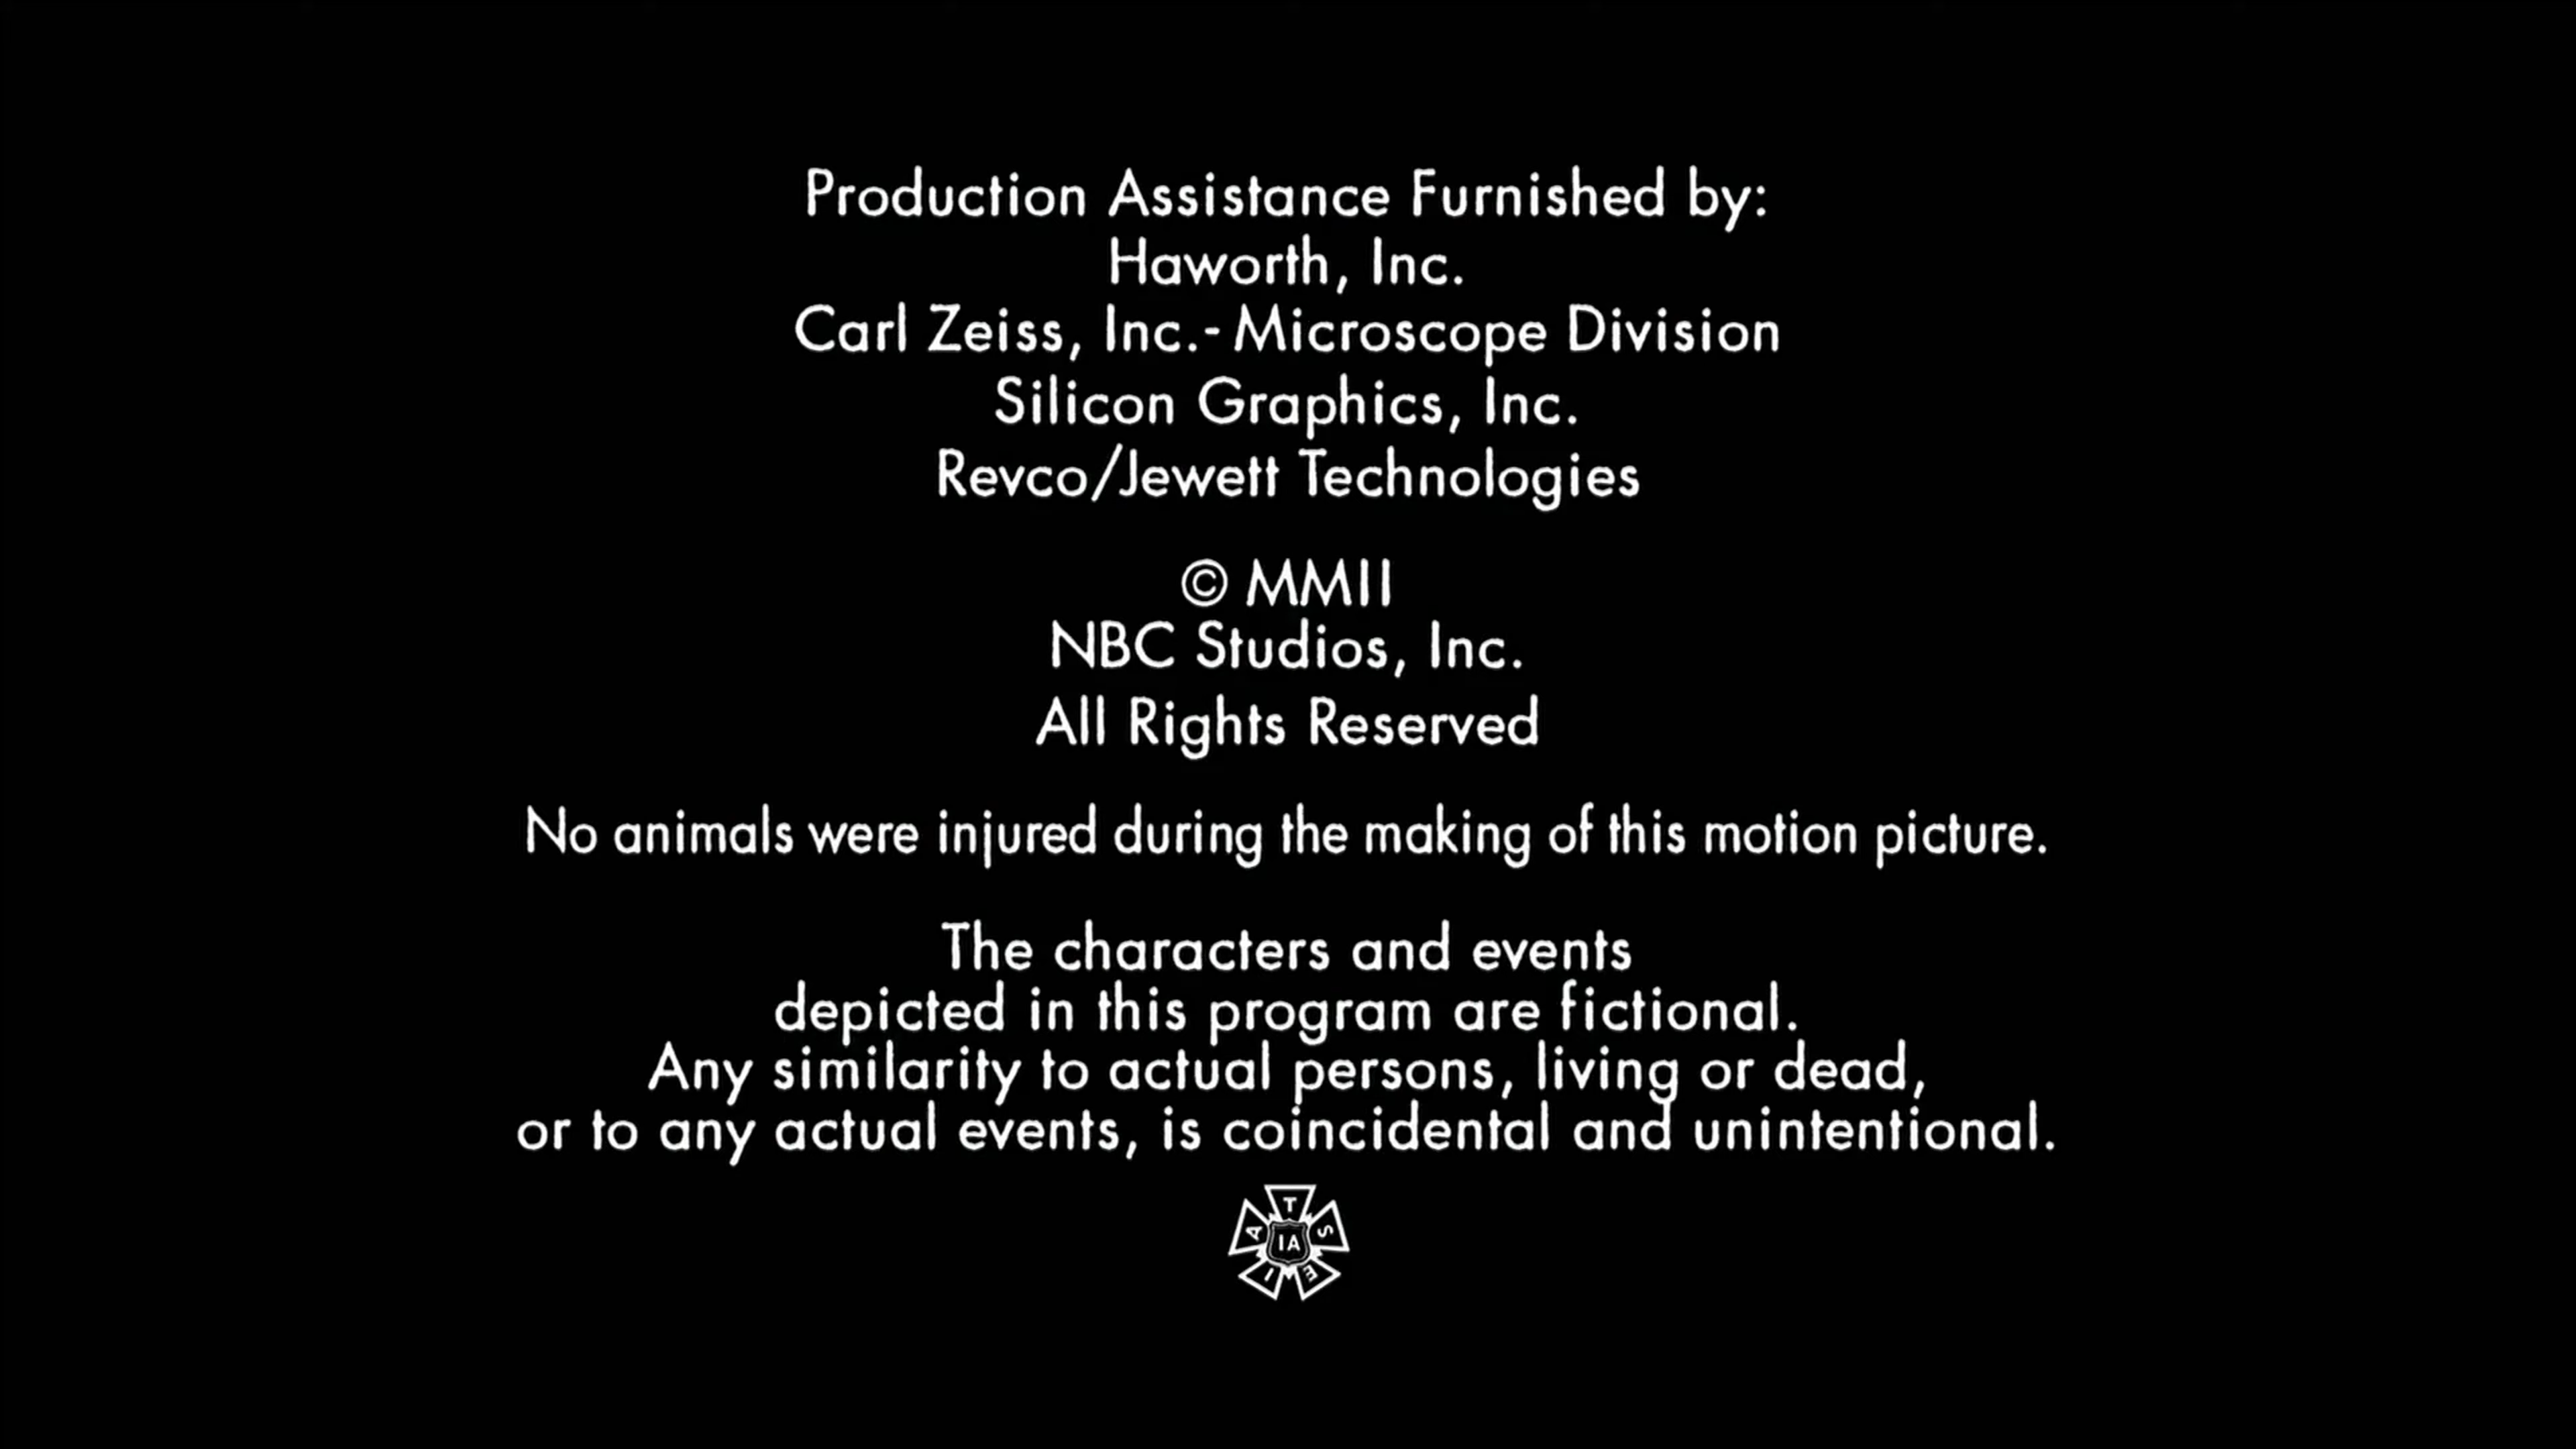 Production Assistance Furnished by:
Haworth, Inc.
Carl Zeiss, Inc.-Microscope Division
Silicon Graphics, Inc.
Revco/Jewett Technologies
© MMII
NBC Studios, Inc.
All Rights Reserved
No animals were injured during the making of this motion picture.
The characters and events
depicted in this program are fictional.
Any similarity to actual persons, living or dead,
or to any actual events, is coincidental and unintentional.
I A T S E
IA